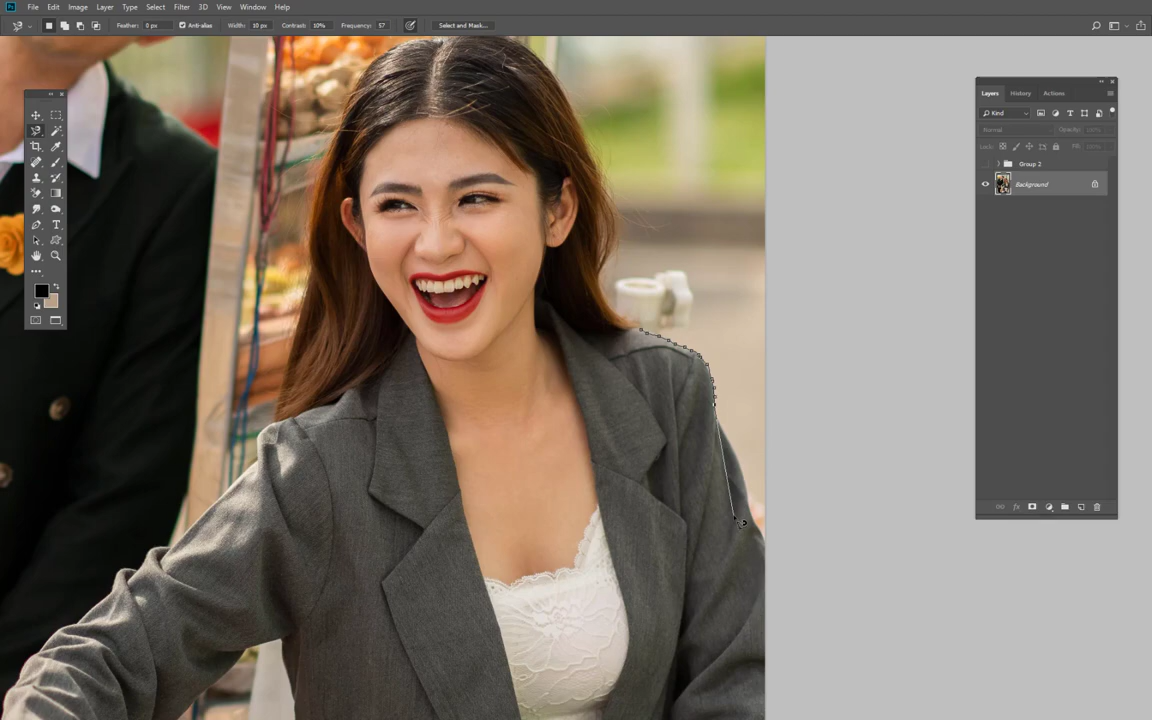 Ps File Edit Image Layer Type Select Filter 3D View Window Help
Feather: 0 px Anti-alias Width: 10 px Contrast: 10% Frequency: 57 Select and Mask...
Layers History Actions
Kind
Normal Opacity: 100%
Lock: Fill: 100%
Group 2
Background